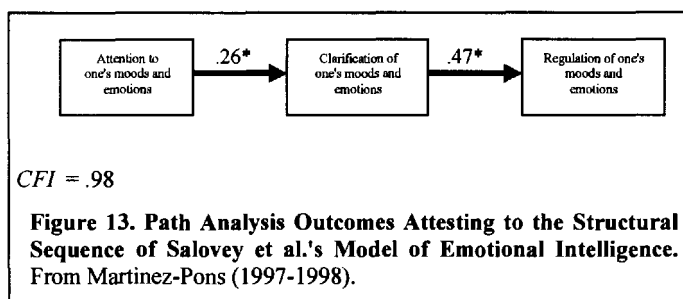 Attention to
one's moods and
emotions
.26*
Clarification of
one's moods and
emotions
.47*
Regulation of one's
moods and
emotions
CFI = .98
Figure 13. Path Analysis Outcomes Attesting to the Structural
Sequence of Salovey et al.'s Model of Emotional Intelligence.
From Martinez-Pons (1997-1998).